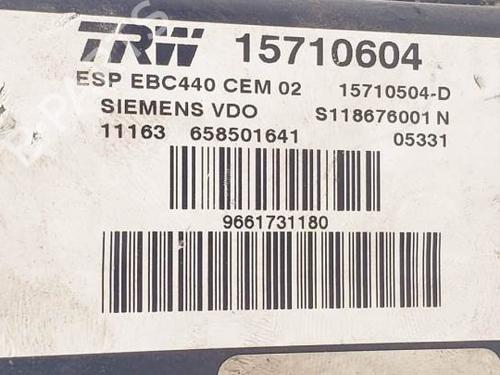 TRW 15710604
ESP EBC440 CEM 02 15710504-D
SIEMENS VDO S118676001 N
11163 658501641 05331
9661731180